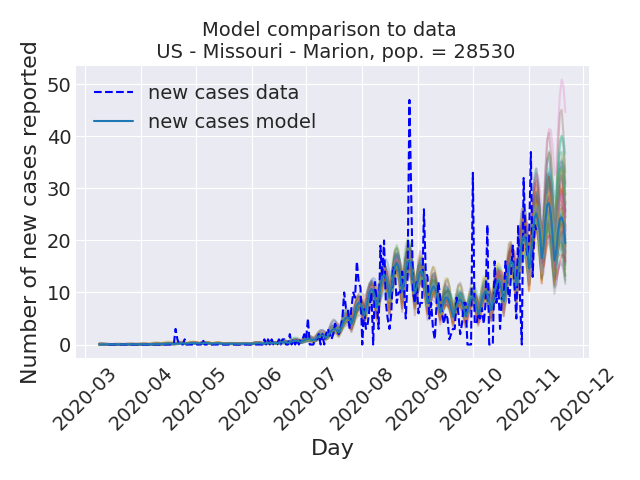 Model comparison to data
US - Missouri - Marion, pop. = 28530
Number of new cases reported
50
40
30
20
10
0
new cases data
new cases model
2020-03
2020-04
2020-05
2020-06
2020-07
2020-08
2020-09
2020-10
2020-11
2020-12
Day